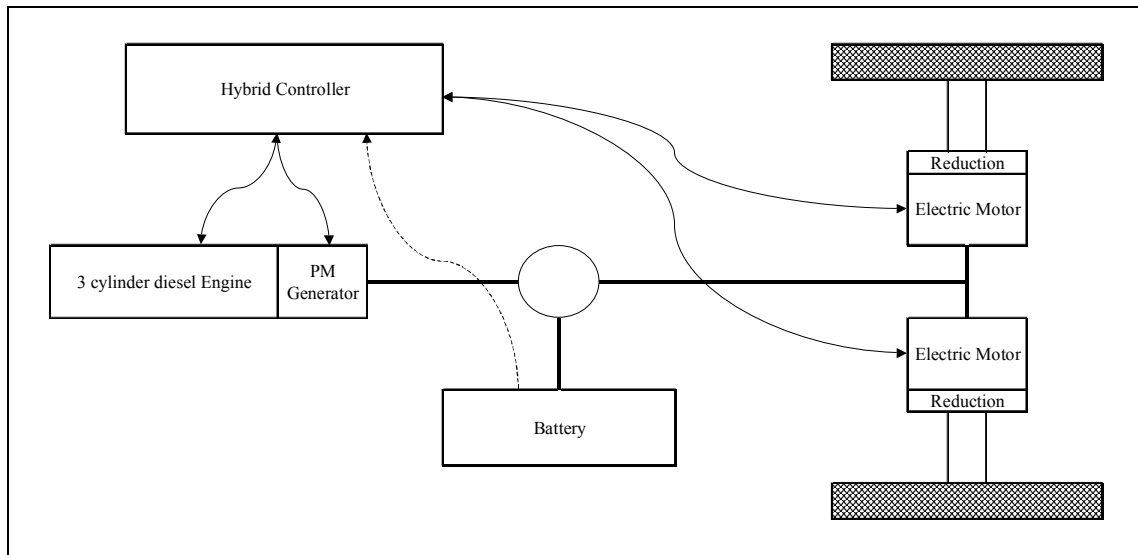 Hybrid Controller
Reduction
Electric Motor
3 cylinder diesel Engine
PM
Generator
Electric Motor
Reduction
Battery